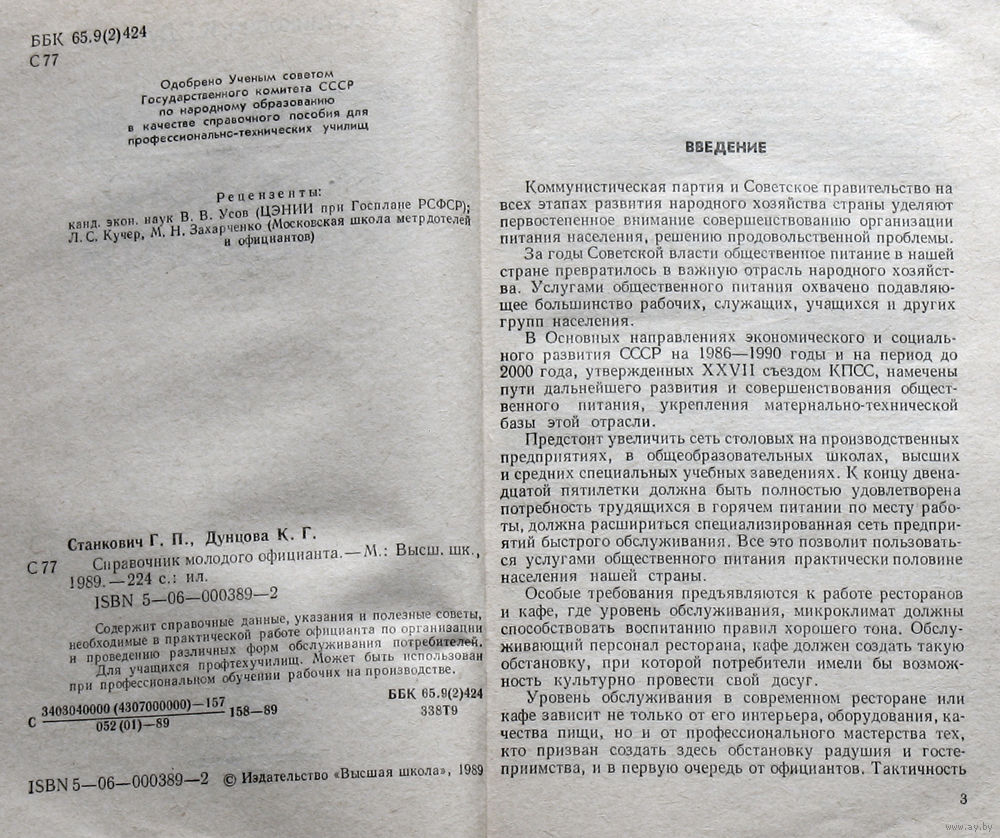 ББК 65.9(2)424
С 77
Одобрено Ученым советом
Государственного комитета СССР
по народному образованию
в качестве справочного пособия для
профессионально-технических училищ
Рецензенты:
канд. экон. наук В. В. Усов (ЦЭНИИ при Госплане РСФСР);
Л. С. Кучер, М. Н. Захарченко (Московская школа метрдотелей
и официантов)
Станкович Г. П., Дунцова К. Г.
С 77 Справочник молодого официанта. — М.: Высш. шк.,
1989. — 224 с.: ил.
ISBN 5—06—000389—2
Содержит справочные данные, указания и полезные советы,
необходимые в практической работе официанта по организации
и проведению различных форм обслуживания потребителей.
Для учащихся профтехучилищ. Может быть использован
при профессиональном обучении рабочих на производстве.
С 3403040000 (4307000000)—157
052 (01)—89
158—89
ББК 65.9(2)424
338Т9
ISBN 5—06—000389—2 © Издательство «Высшая школа», 1989
ВВЕДЕНИЕ
Коммунистическая партия и Советское правительство на
всех этапах развития народного хозяйства страны уделяют
первостепенное внимание совершенствованию организации
питания населения, решению продовольственной проблемы.
За годы Советской власти общественное питание в нашей
стране превратилось в важную отрасль народного хозяйст-
ва. Услугами общественного питания охвачено подавляю-
щее большинство рабочих, служащих, учащихся и других
групп населения.
В Основных направлениях экономического и социаль-
ного развития СССР на 1986—1990 годы и на период до
2000 года, утвержденных XXVII съездом КПСС, намечены
пути дальнейшего развития и совершенствования общест-
венного питания, укрепления материально-технической
базы этой отрасли.
Предстоит увеличить сеть столовых на производственных
предприятиях, в общеобразовательных школах, высших
и средних специальных учебных заведениях. К концу двена-
дцатой пятилетки должна быть полностью удовлетворена
потребность трудящихся в горячем питании по месту рабо-
ты, должна расшириться специализированная сеть предпри-
ятий быстрого обслуживания. Все это позволит пользовать-
ся услугами общественного питания практически половине
населения нашей страны.
Особые требования предъявляются к работе ресторанов
и кафе, где уровень обслуживания, микроклимат должны
способствовать воспитанию правил хорошего тона. Обслу-
живающий персонал ресторана, кафе должен создать такую
обстановку, при которой потребители имели бы возмож-
ность культурно провести свой досуг.
Уровень обслуживания в современном ресторане или
кафе зависит не только от его интерьера, оборудования, ка-
чества пищи, но и от профессионального мастерства тех,
кто призван создать здесь обстановку радушия и госте-
приимства, и в первую очередь от официантов. Тактичность
3
www.ay.by